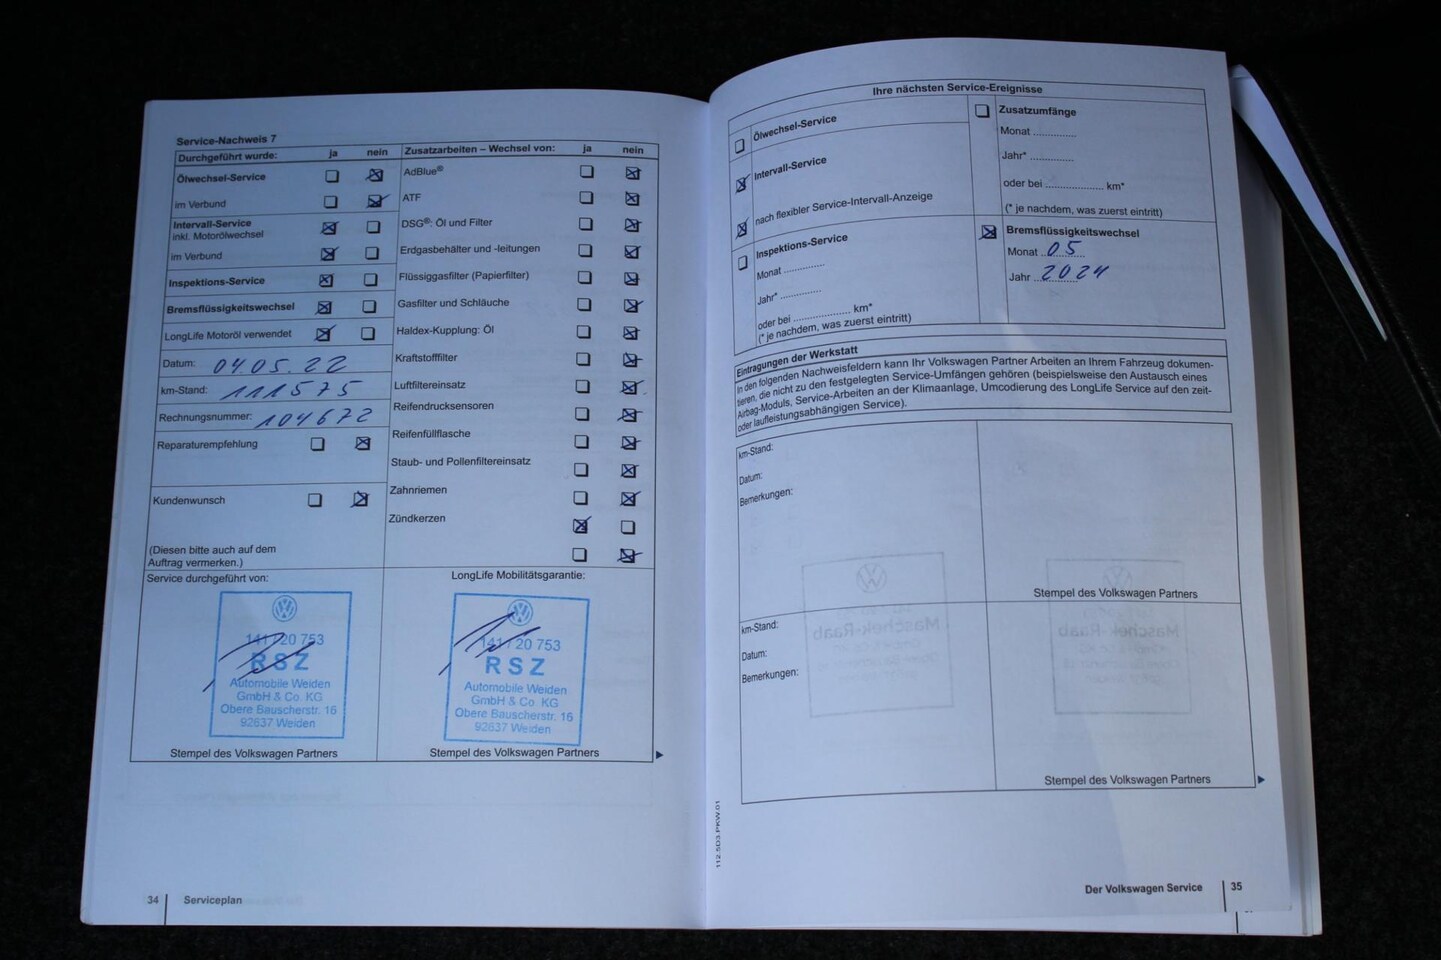 Service-Nachweis 7
Durchgeführt wurde: ja nein
Ölwechsel-Service
im Verbund
Intervall-Service
inkl. Motorölwechsel
im Verbund
Inspektions-Service
Bremsflüssigkeitswechsel
LongLife Motoröl verwendet
Datum: 04.05.22
km-Stand: 111575
Rechnungsnummer: 104672
Reparaturempfehlung
Kundenwunsch
(Diesen bitte auch auf dem
Auftrag vermerken.)
Zusatzarbeiten – Wechsel von: ja nein
AdBlue®
ATF
DSG®: Öl und Filter
Erdgasbehälter und -leitungen
Flüssiggasfilter (Papierfilter)
Gasfilter und Schläuche
Haldex-Kupplung: Öl
Kraftstofffilter
Luftfiltereinsatz
Reifendrucksensoren
Reifenfüllflasche
Staub- und Pollenfiltereinsatz
Zahnriemen
Zündkerzen
Service durchgeführt von:
141 / 20 753
RSZ
Automobile Weiden
GmbH & Co. KG
Obere Bauscherstr. 16
92637 Weiden
Stempel des Volkswagen Partners
LongLife Mobilitätsgarantie:
141 / 20 753
RSZ
Automobile Weiden
GmbH & Co. KG
Obere Bauscherstr. 16
92637 Weiden
Stempel des Volkswagen Partners
34 Serviceplan
Ihre nächsten Service-Ereignisse
Ölwechsel-Service
Intervall-Service
nach flexibler Service-Intervall-Anzeige
Inspektions-Service
Monat ..............
Jahr* ..............
oder bei .................... km*
(* je nachdem, was zuerst eintritt)
Zusatzumfänge
Monat ..............
Jahr* ..............
oder bei .................... km*
(* je nachdem, was zuerst eintritt)
Bremsflüssigkeitswechsel
Monat 05
Jahr 2024
Eintragungen der Werkstatt
In den folgenden Nachweisfeldern kann Ihr Volkswagen Partner Arbeiten an Ihrem Fahrzeug dokumen-
tieren, die nicht zu den festgelegten Service-Umfängen gehören (beispielsweise den Austausch eines
Airbag-Moduls, Service-Arbeiten an der Klimaanlage, Umcodierung des LongLife Service auf den zeit-
oder laufleistungsabhängigen Service).
km-Stand:
Datum:
Bemerkungen:
Stempel des Volkswagen Partners
km-Stand:
Datum:
Bemerkungen:
Stempel des Volkswagen Partners
112.5D3.PKW.01
Der Volkswagen Service 35